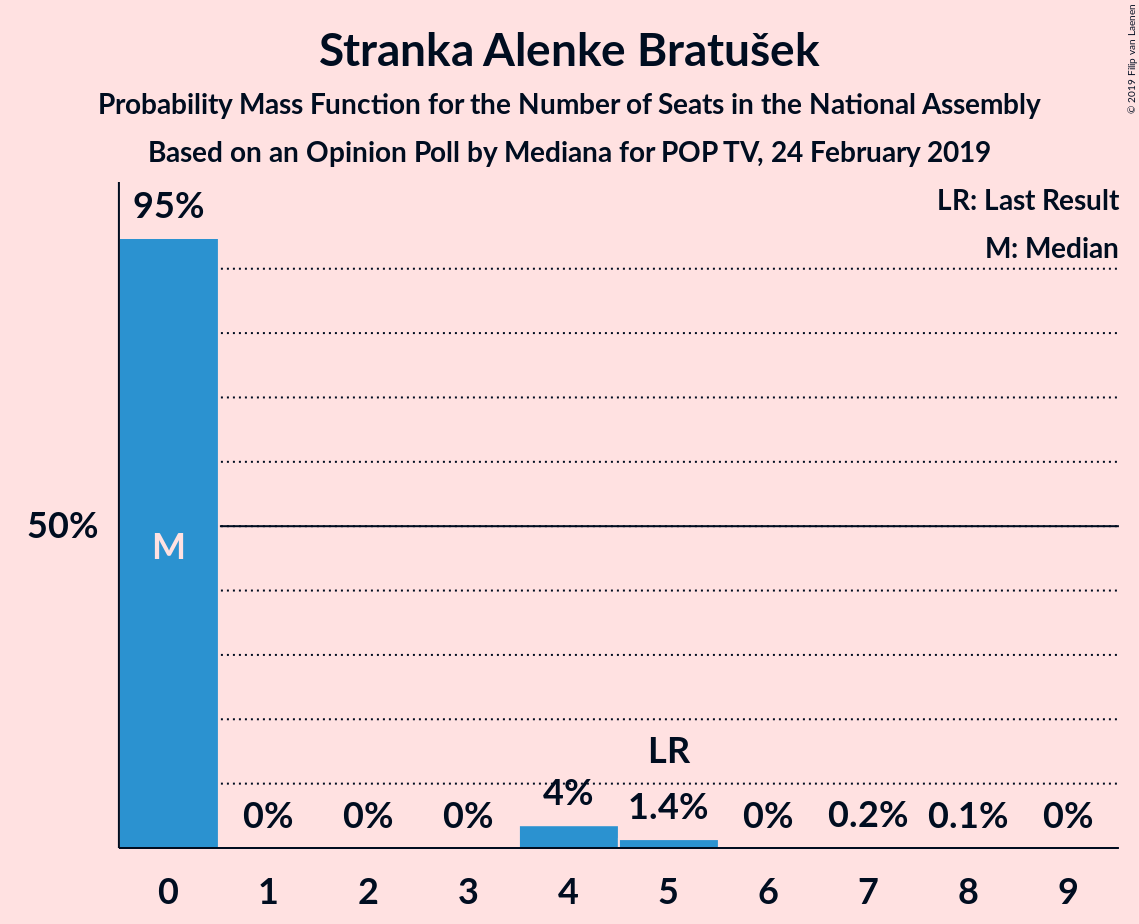 Stranka Alenke Bratušek
Probability Mass Function for the Number of Seats in the National Assembly
Based on an Opinion Poll by Mediana for POP TV, 24 February 2019
© 2019 Filip van Laenen
LR: Last Result
M: Median
95%
50%
M
LR
0% 0% 0% 4% 1.4% 0% 0.2% 0.1% 0%
0 1 2 3 4 5 6 7 8 9